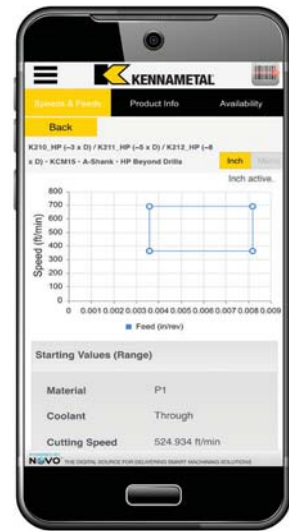 KENNAMETAL
Speeds & Feeds Product Info Availability
Back
K210_HP (~3 x D) / K211_HP (~5 x D) / K212_HP (~8
x D) - KCM15 - A-Shank - HP Beyond Drills
Inch Metric
Inch active.
800
700
600
500
400
300
200
100
0
Speed (ft/min)
0 0.001 0.002 0.003 0.004 0.005 0.006 0.007 0.008 0.009
Feed (in/rev)
Starting Values (Range)
Material P1
Coolant Through
Cutting Speed 524.934 ft/min
POWERED BY
NOVO THE DIGITAL SOURCE FOR DELIVERING SMART MACHINING SOLUTIONS